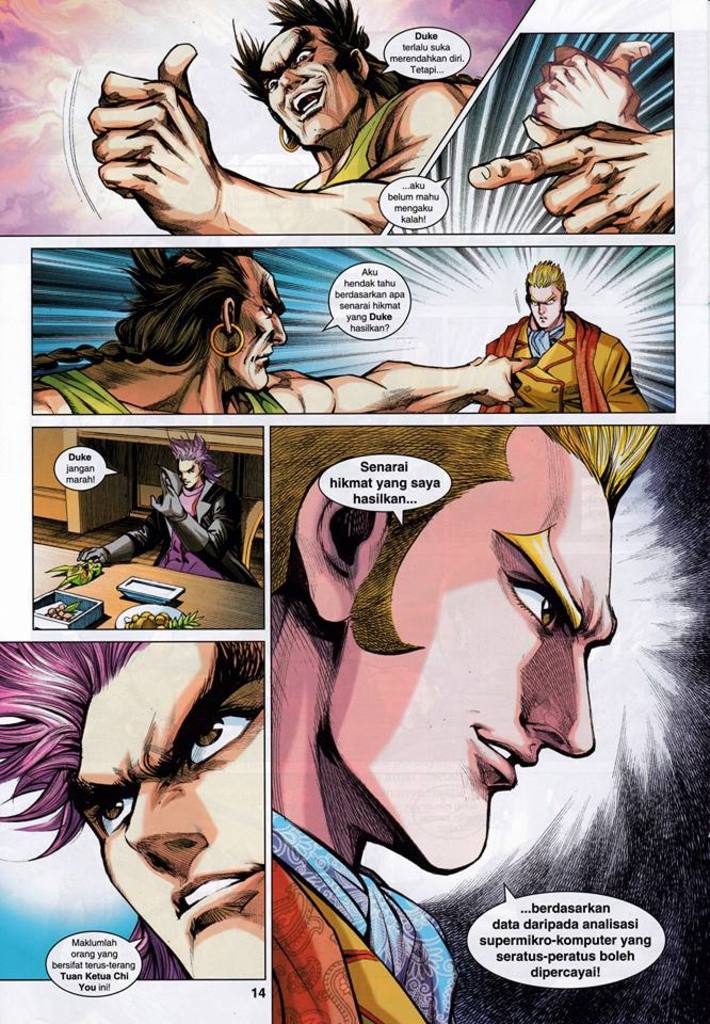 Duke
terlalu suka
merendahkan diri.
Tetapi...
...aku
belum mahu
mengaku
kalah!
Aku
hendak tahu
berdasarkan apa
senarai hikmat
yang Duke
hasilkan?
Duke
jangan
marah!
Senarai
hikmat yang saya
hasilkan...
Maklumlah
orang yang
bersifat terus-terang
Tuan Ketua Chi
You ini!
...berdasarkan
data daripada analisasi
supermikro-komputer yang
seratus-peratus boleh
dipercayai!
14